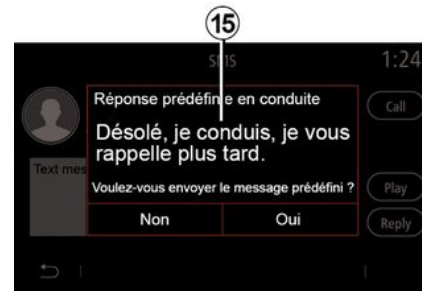 15
SMS
1:24
Réponse prédéfinie en conduite
Call
Désolé, je conduis, je vous
rappelle plus tard.
Text mes
Voulez-vous envoyer le message prédéfini ?
Play
Non Oui
Reply